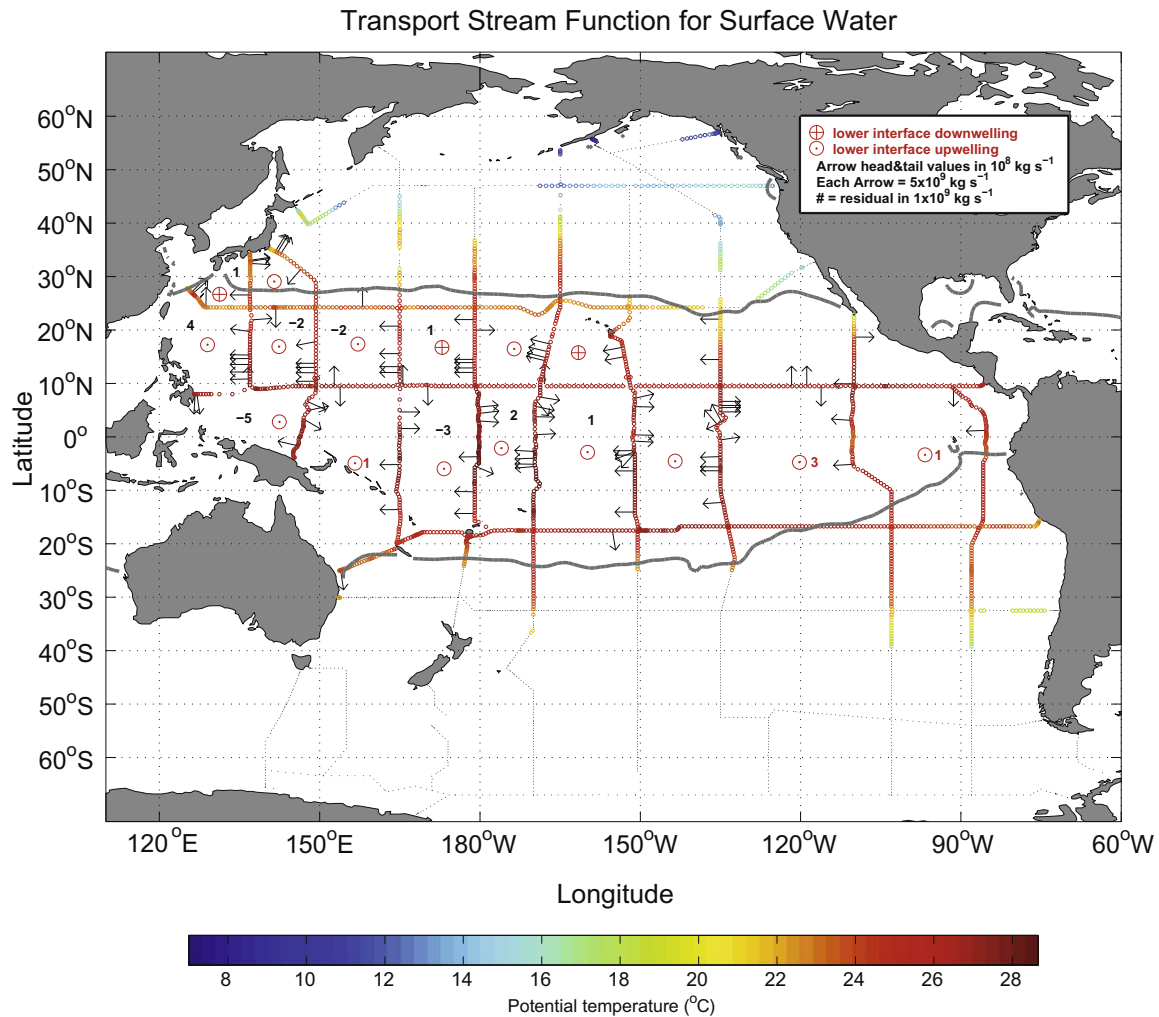 Transport Stream Function for Surface Water
60°N
50°N
40°N
30°N
20°N
10°N
0°
10°S
20°S
30°S
40°S
50°S
60°S
Latitude
lower interface downwelling
lower interface upwelling
Arrow head&tail values in 10⁸ kg s⁻¹
Each Arrow = 5x10⁹ kg s⁻¹
# = residual in 1x10⁹ kg s⁻¹
1
4 −2 −2 1
−5 −3 2 1
1 3 1
120°E 150°E 180°W 150°W 120°W 90°W 60°W
Longitude
8 10 12 14 16 18 20 22 24 26 28
Potential temperature (°C)